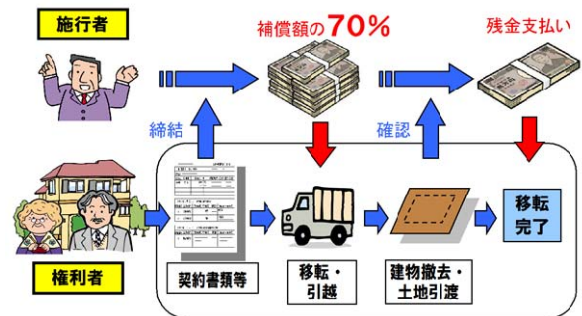 施行者
補償額の70%
残金支払い
締結
確認
権利者
契約書類等
移転・
引越
建物撤去・
土地引渡
移転
完了